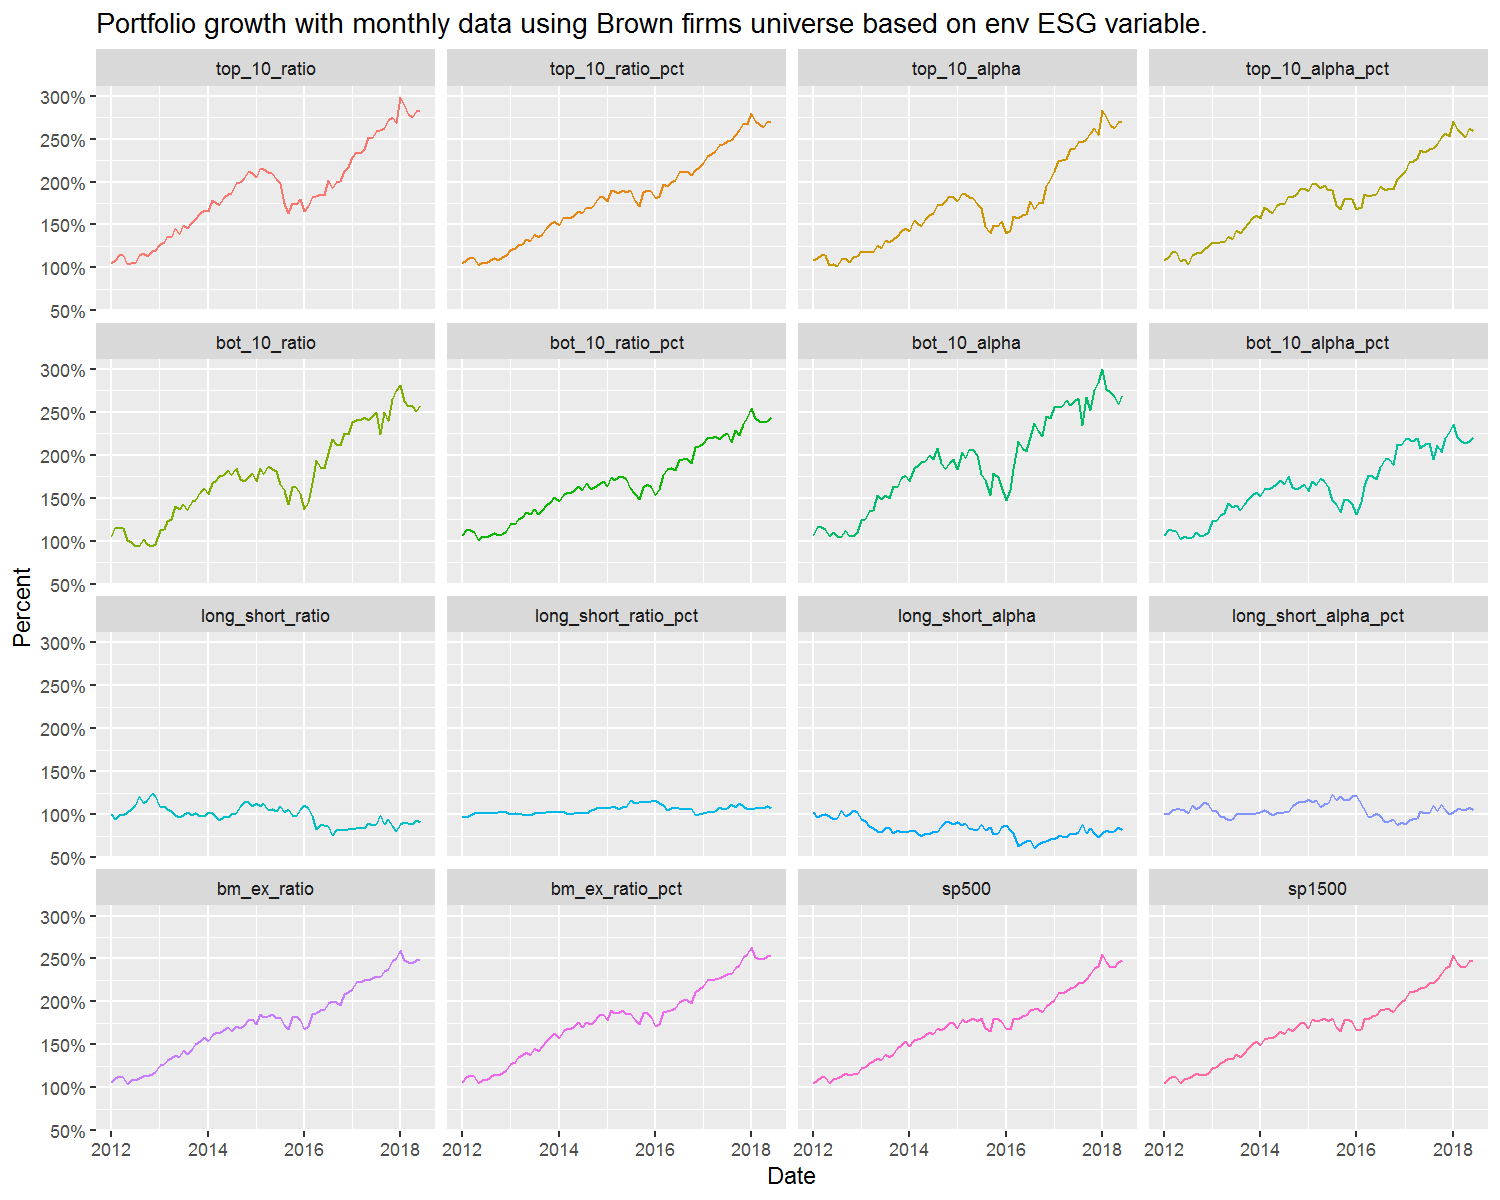 Portfolio growth with monthly data using Brown firms universe based on env ESG variable.
top_10_ratio
top_10_ratio_pct
top_10_alpha
top_10_alpha_pct
300%
250%
200%
150%
100%
50%
bot_10_ratio
bot_10_ratio_pct
bot_10_alpha
bot_10_alpha_pct
300%
250%
200%
150%
100%
50%
long_short_ratio
long_short_ratio_pct
long_short_alpha
long_short_alpha_pct
300%
250%
200%
150%
100%
50%
bm_ex_ratio
bm_ex_ratio_pct
sp500
sp1500
300%
250%
200%
150%
100%
50%
Percent
2012 2014 2016 2018
2012 2014 2016 2018
2012 2014 2016 2018
2012 2014 2016 2018
Date